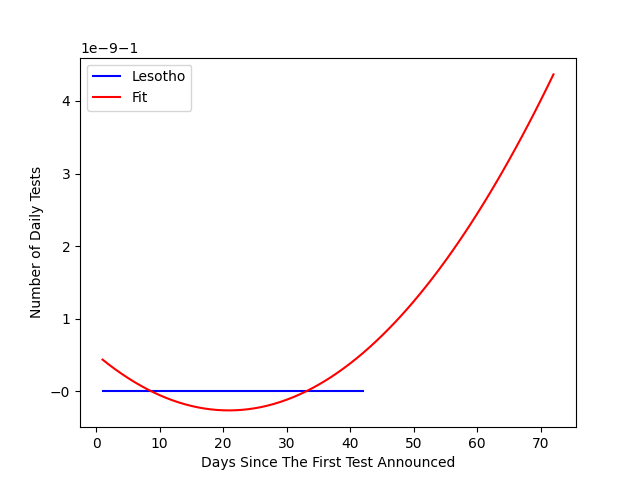 1e−9−1
Lesotho
Fit
4
3
2
1
−0
Number of Daily Tests
0 10 20 30 40 50 60 70
Days Since The First Test Announced